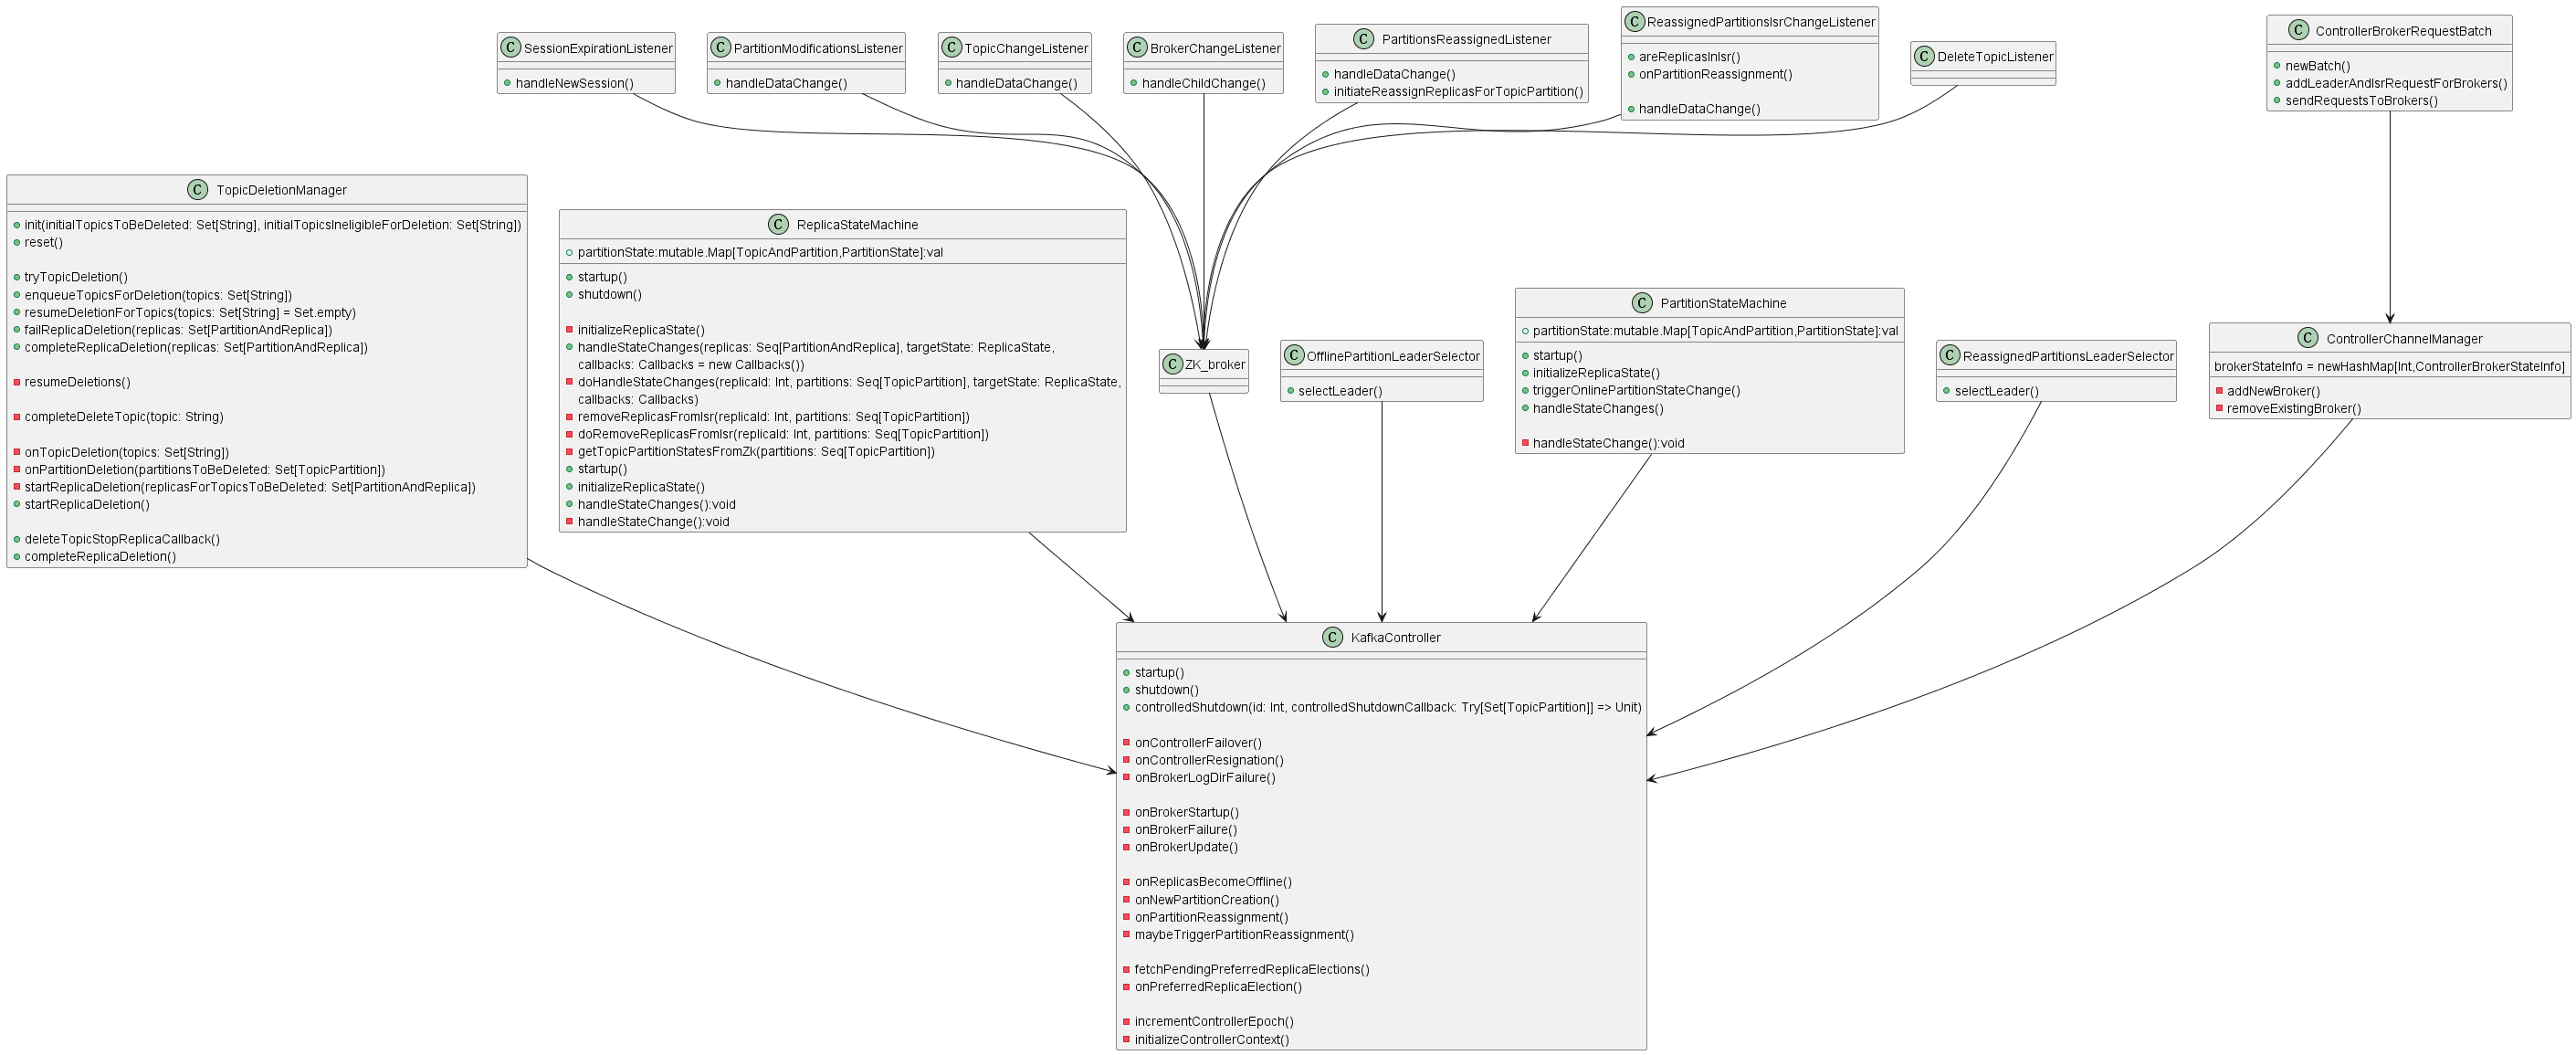 C SessionExpirationListener
handleNewSession()
C PartitionModificationsListener
handleDataChange()
C TopicChangeListener
handleDataChange()
C BrokerChangeListener
handleChildChange()
C PartitionsReassignedListener
handleDataChange()
initiateReassignReplicasForTopicPartition()
C ReassignedPartitionsIsrChangeListener
areReplicasInIsr()
onPartitionReassignment()
handleDataChange()
C DeleteTopicListener
C ControllerBrokerRequestBatch
newBatch()
addLeaderAndIsrRequestForBrokers()
sendRequestsToBrokers()
C TopicDeletionManager
init(initialTopicsToBeDeleted: Set[String], initialTopicsIneligibleForDeletion: Set[String])
reset()
tryTopicDeletion()
enqueueTopicsForDeletion(topics: Set[String])
resumeDeletionForTopics(topics: Set[String] = Set.empty)
failReplicaDeletion(replicas: Set[PartitionAndReplica])
completeReplicaDeletion(replicas: Set[PartitionAndReplica])
resumeDeletions()
completeDeleteTopic(topic: String)
onTopicDeletion(topics: Set[String])
onPartitionDeletion(partitionsToBeDeleted: Set[TopicPartition])
startReplicaDeletion(replicasForTopicsToBeDeleted: Set[PartitionAndReplica])
startReplicaDeletion()
deleteTopicStopReplicaCallback()
completeReplicaDeletion()
C ReplicaStateMachine
partitionState:mutable.Map[TopicAndPartition,PartitionState]:val
startup()
shutdown()
initializeReplicaState()
handleStateChanges(replicas: Seq[PartitionAndReplica], targetState: ReplicaState,
callbacks: Callbacks = new Callbacks())
doHandleStateChanges(replicaId: Int, partitions: Seq[TopicPartition], targetState: ReplicaState,
callbacks: Callbacks)
removeReplicasFromIsr(replicaId: Int, partitions: Seq[TopicPartition])
doRemoveReplicasFromIsr(replicaId: Int, partitions: Seq[TopicPartition])
getTopicPartitionStatesFromZk(partitions: Seq[TopicPartition])
startup()
initializeReplicaState()
handleStateChanges():void
handleStateChange():void
C ZK_broker
C OfflinePartitionLeaderSelector
selectLeader()
C PartitionStateMachine
partitionState:mutable.Map[TopicAndPartition,PartitionState]:val
startup()
initializeReplicaState()
triggerOnlinePartitionStateChange()
handleStateChanges()
handleStateChange():void
C ReassignedPartitionsLeaderSelector
selectLeader()
C ControllerChannelManager
brokerStateInfo = newHashMap[Int,ControllerBrokerStateInfo]
addNewBroker()
removeExistingBroker()
C KafkaController
startup()
shutdown()
controlledShutdown(id: Int, controlledShutdownCallback: Try[Set[TopicPartition]] => Unit)
onControllerFailover()
onControllerResignation()
onBrokerLogDirFailure()
onBrokerStartup()
onBrokerFailure()
onBrokerUpdate()
onReplicasBecomeOffline()
onNewPartitionCreation()
onPartitionReassignment()
maybeTriggerPartitionReassignment()
fetchPendingPreferredReplicaElections()
onPreferredReplicaElection()
incrementControllerEpoch()
initializeControllerContext()